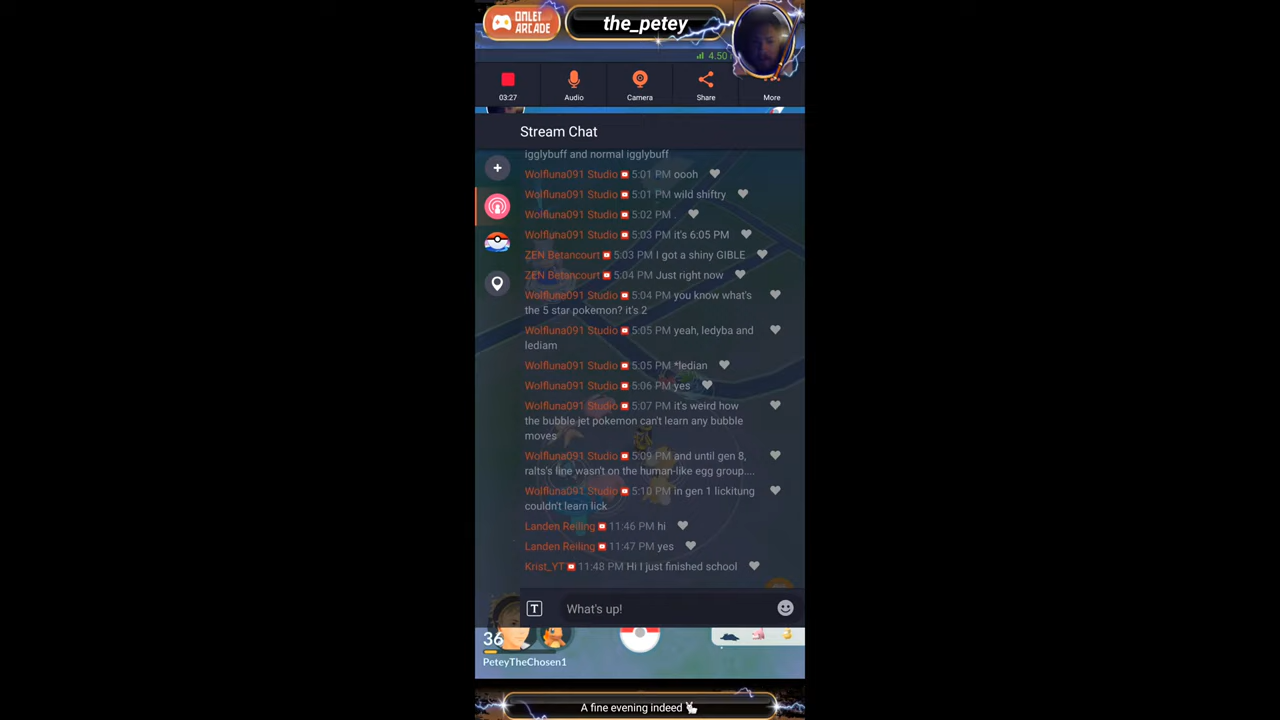 OMLET
ARCADE
the_petey
4.50
03:27
Audio
Camera
Share
More
Stream Chat
igglybuff and normal igglybuff
Wolfluna091 Studio 5:01 PM oooh
Wolfluna091 Studio 5:01 PM wild shiftry
Wolfluna091 Studio 5:02 PM .
Wolfluna091 Studio 5:03 PM it's 6:05 PM
ZEN Betancourt 5:03 PM I got a shiny GIBLE
ZEN Betancourt 5:04 PM Just right now
Wolfluna091 Studio 5:04 PM you know what's
the 5 star pokemon? it's 2
Wolfluna091 Studio 5:05 PM yeah, ledyba and
lediam
Wolfluna091 Studio 5:05 PM *ledian
Wolfluna091 Studio 5:06 PM yes
Wolfluna091 Studio 5:07 PM it's weird how
the bubble jet pokemon can't learn any bubble
moves
Wolfluna091 Studio 5:09 PM and until gen 8,
ralts's line wasn't on the human-like egg group....
Wolfluna091 Studio 5:10 PM in gen 1 lickitung
couldn't learn lick
Landen Reiling 11:46 PM hi
Landen Reiling 11:47 PM yes
Krist_YT 11:48 PM Hi I just finished school
T What's up!
36
PeteyTheChosen1
A fine evening indeed